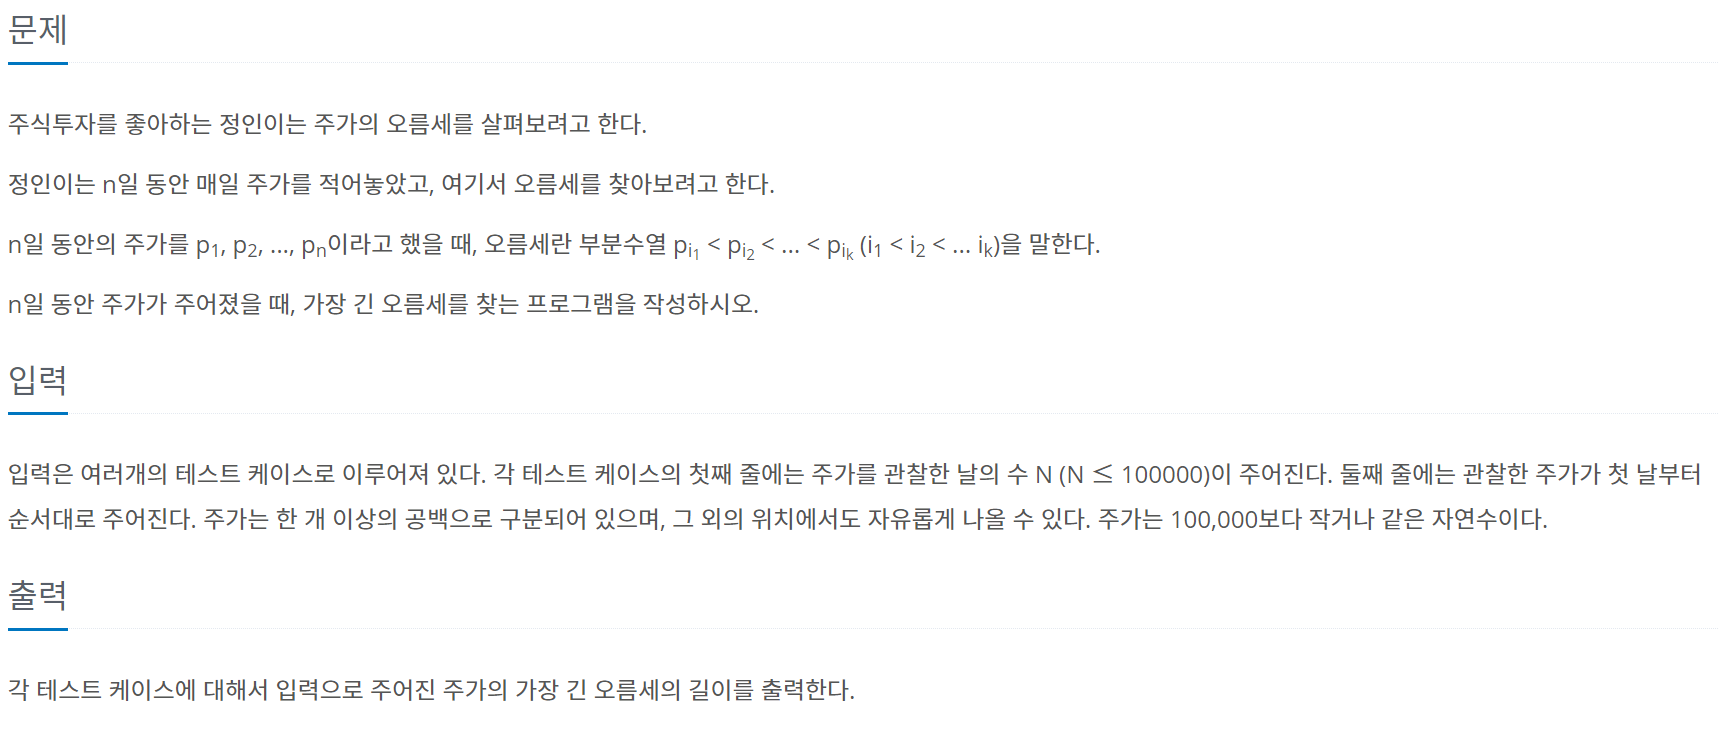 문제
주식투자를 좋아하는 정인이는 주가의 오름세를 살펴보려고 한다.
정인이는 n일 동안 매일 주가를 적어놓았고, 여기서 오름세를 찾아보려고 한다.
n일 동안의 주가를 p1, p2, ..., pn이라고 했을 때, 오름세란 부분수열 pi1 < pi2 < ... < pik (i1 < i2 < ... ik)을 말한다.
n일 동안 주가가 주어졌을 때, 가장 긴 오름세를 찾는 프로그램을 작성하시오.
입력
입력은 여러개의 테스트 케이스로 이루어져 있다. 각 테스트 케이스의 첫째 줄에는 주가를 관찰한 날의 수 N (N ≤ 100000)이 주어진다. 둘째 줄에는 관찰한 주가가 첫 날부터
순서대로 주어진다. 주가는 한 개 이상의 공백으로 구분되어 있으며, 그 외의 위치에서도 자유롭게 나올 수 있다. 주가는 100,000보다 작거나 같은 자연수이다.
출력
각 테스트 케이스에 대해서 입력으로 주어진 주가의 가장 긴 오름세의 길이를 출력한다.